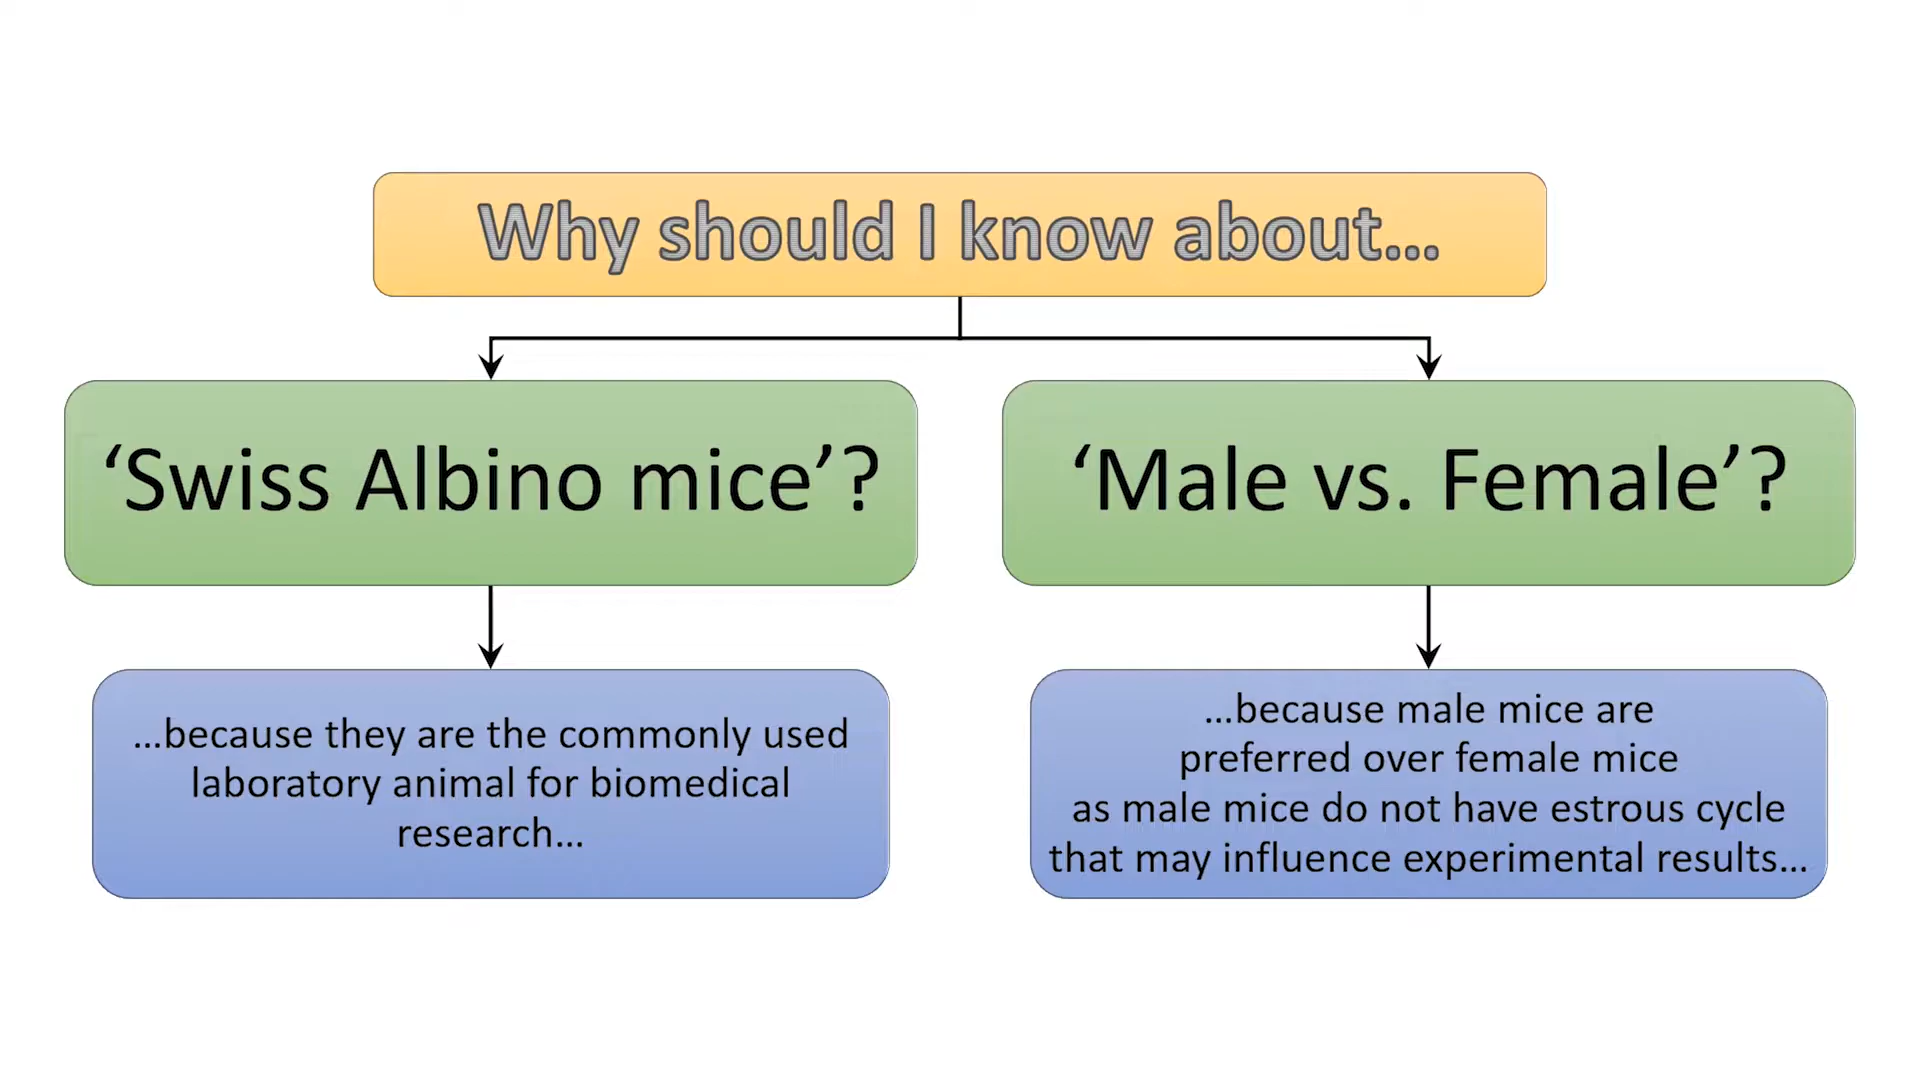 Why should I know about...
‘Swiss Albino mice’?
‘Male vs. Female’?
...because they are the commonly used
laboratory animal for biomedical
research...
...because male mice are
preferred over female mice
as male mice do not have estrous cycle
that may influence experimental results...